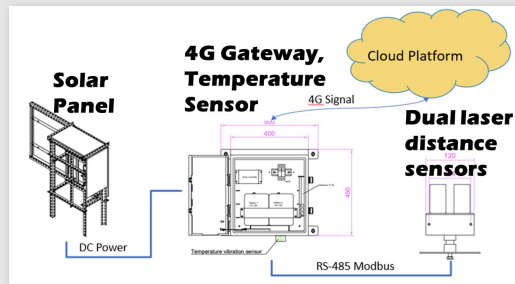 4G Gateway,
Temperature
Sensor
Cloud Platform
Solar
Panel
4G Signal
Dual laser
distance
sensors
500
400
120
450
DC Power
Temperature vibration sensor
RS-485 Modbus